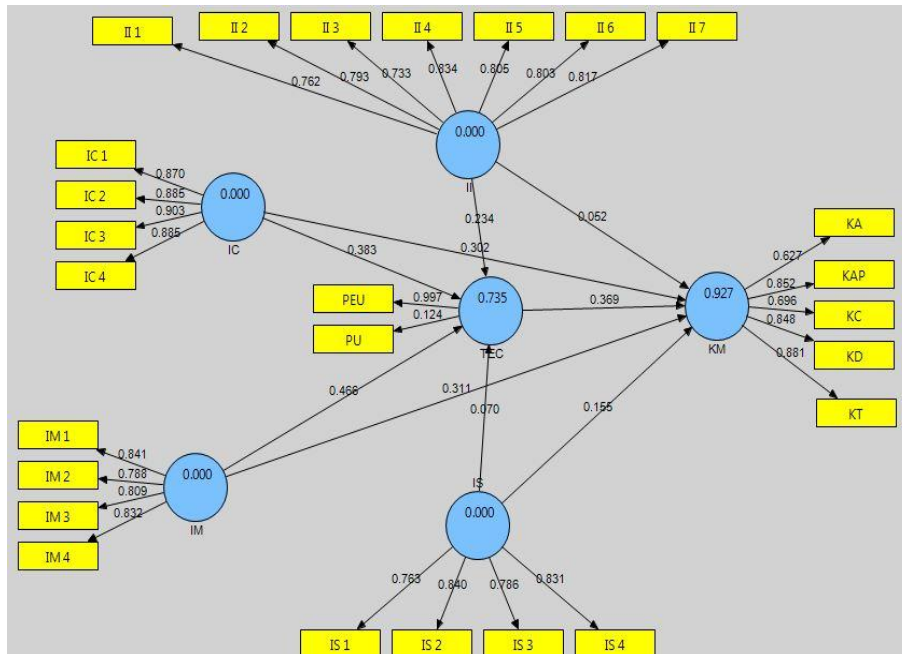 II 1
II 2
II 3
II 4
II 5
II 6
II 7
0.762
0.793
0.733
0.834
0.805
0.803
0.817
0.000
II
IC 1
IC 2
IC 3
IC 4
0.870
0.885
0.903
0.885
0.000
IC
0.234
0.052
0.302
0.383
PEU
PU
0.997
0.124
0.735
TEC
0.369
0.927
KM
KA
KAP
KC
KD
KT
0.627
0.852
0.696
0.848
0.881
0.466
0.311
0.070
0.155
IM 1
IM 2
IM 3
IM 4
0.841
0.788
0.809
0.832
0.000
IM
IS
0.000
0.763
0.840
0.786
0.831
IS 1
IS 2
IS 3
IS 4